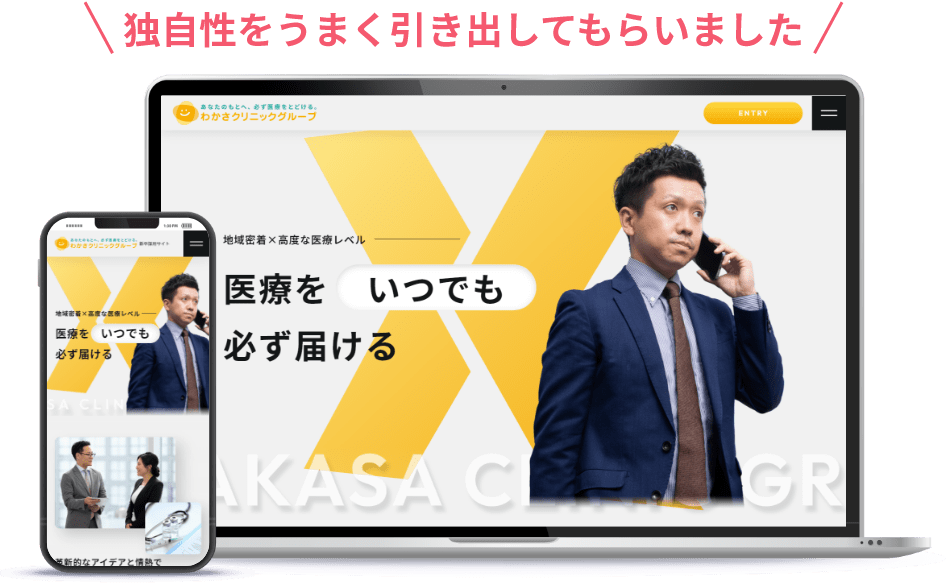 独自性をうまく引き出してもらいました
あなたのもとへ、必ず医療をとどける。
わかさクリニックグループ
ENTRY
地域密着×高度な医療レベル
医療を いつでも
必ず届ける
AKASA CLINIC GR
あなたのもとへ、必ず医療をとどける。
わかさクリニックグループ
地域密着×高度な医療レベル
医療を いつでも
必ず届ける
SA CLIN
革新的なアイデアと情熱で